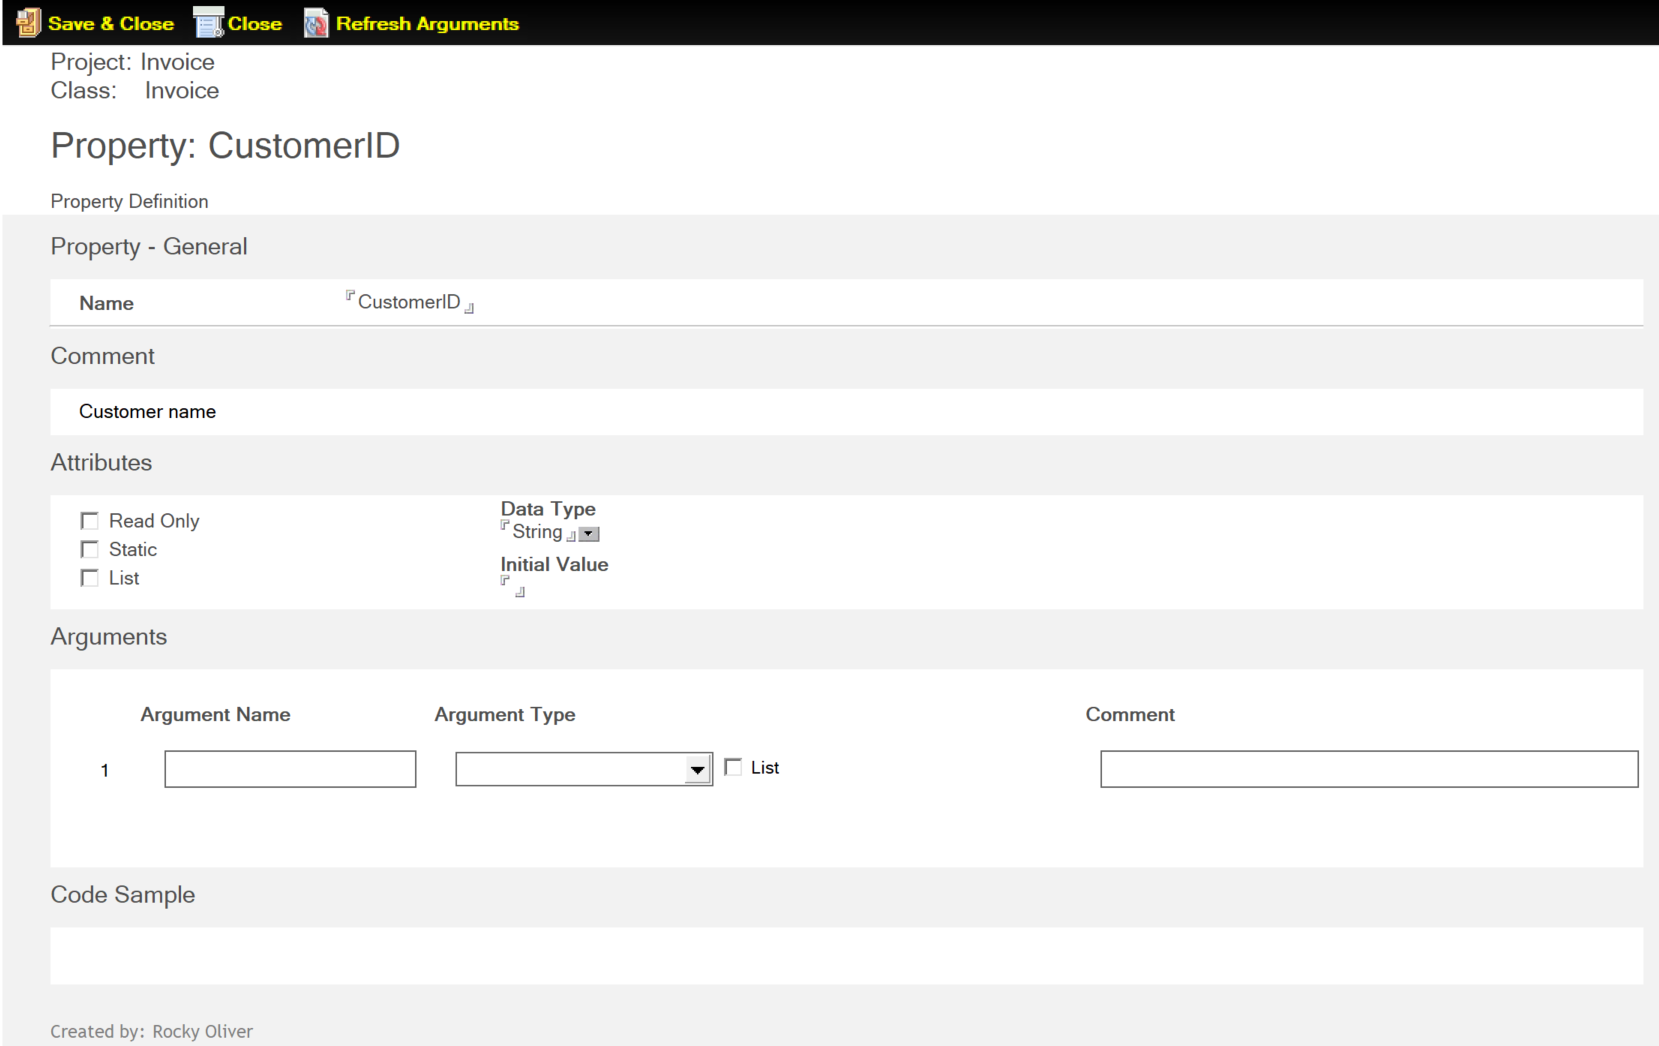 Save & Close Close Refresh Arguments
Project: Invoice
Class: Invoice
Property: CustomerID
Property Definition
Property - General
Name CustomerID
Comment
Customer name
Attributes
Read Only
Static
List
Data Type
String
Initial Value
Arguments
Argument Name Argument Type Comment
1 List
Code Sample
Created by: Rocky Oliver